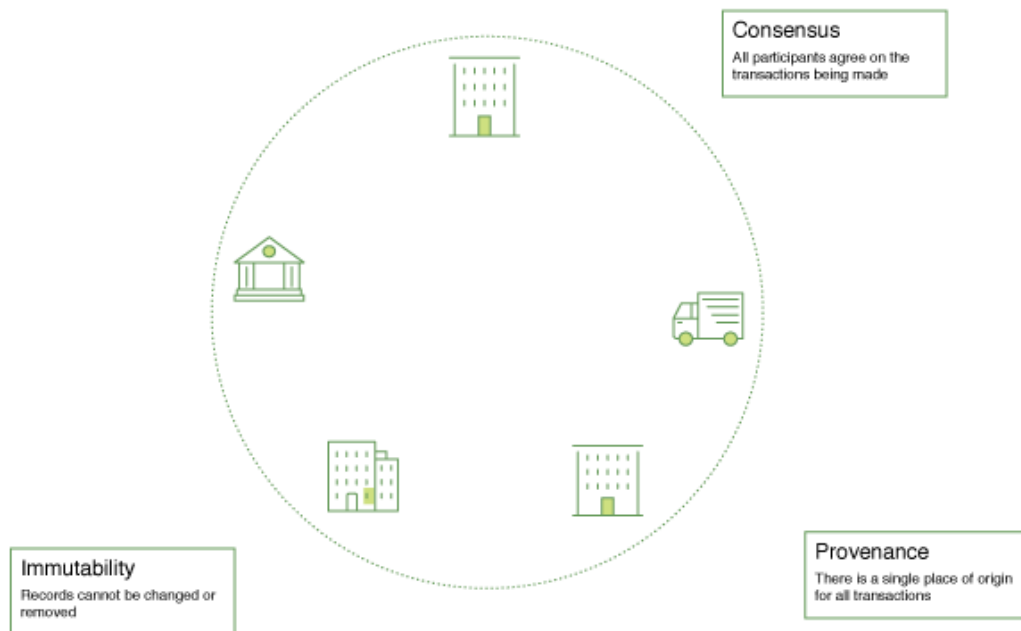 Consensus
All participants agree on the
transactions being made
Immutability
Records cannot be changed or
removed
Provenance
There is a single place of origin
for all transactions